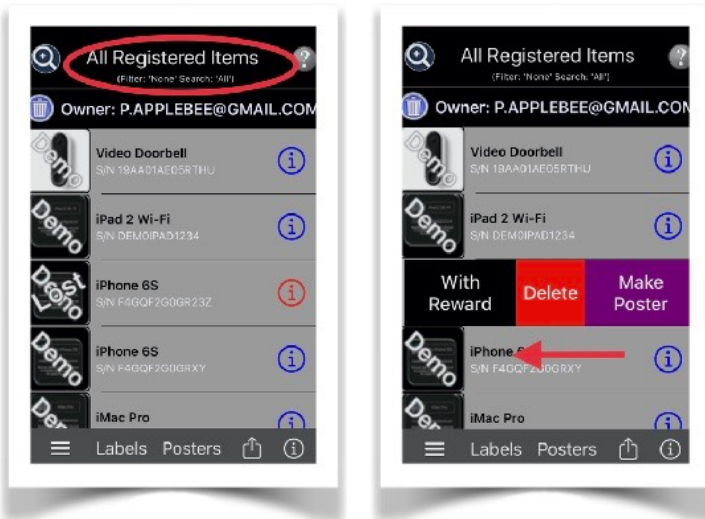 All Registered Items
(Filter: 'None' Search: 'All')
Owner: P.APPLEBEE@GMAIL.COM
Demo
Video Doorbell
S/N 19AA01AE05RTHU
Demo
iPad 2 Wi-Fi
S/N DEMOIPAD1234
Demo
Lost
iPhone 6S
S/N F4GQF2G0GR23Z
Demo
iPhone 6S
S/N F4GQF2G0GRXY
Demo
iMac Pro
Labels Posters
All Registered Items
(Filter: 'None' Search: 'All')
Owner: P.APPLEBEE@GMAIL.COM
Demo
Video Doorbell
S/N 19AA01AE05RTHU
Demo
iPad 2 Wi-Fi
S/N DEMOIPAD1234
With Reward
Delete
Make Poster
Demo
iPhone
S/N F4GQF2G0GRXY
Demo
iMac Pro
Labels Posters